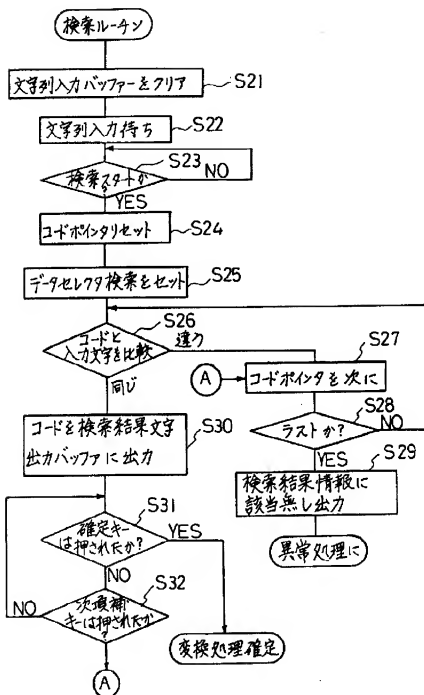 検索ルーチン
文字列入力バッファーをクリア
S21
文字列入力待ち
S22
S23
検索スタートか
?
NO
YES
コードポインタリセット
S24
データセレクタ検索をセット
S25
S26
コードと
入力文字を比較
違う
同じ
S27
A
コードポインタを次に
S28
ラストか?
NO
YES
S29
検索結果情報に
該当無し出力
異常処理に
コードを検索結果文字
出力バッファに出力
S30
S31
確定キー
は押されたか?
YES
NO
S32
次項補
キーは押されたか
?
NO
変換処理確定
A